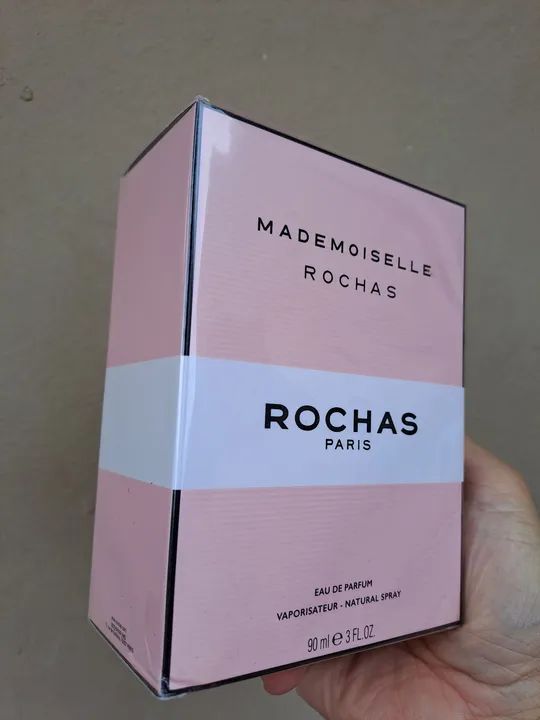 MADEMOISELLE
ROCHAS
ROCHAS
PARIS
EAU DE PARFUM
VAPORISATEUR - NATURAL SPRAY
90 ml ℮ 3 FL.OZ.